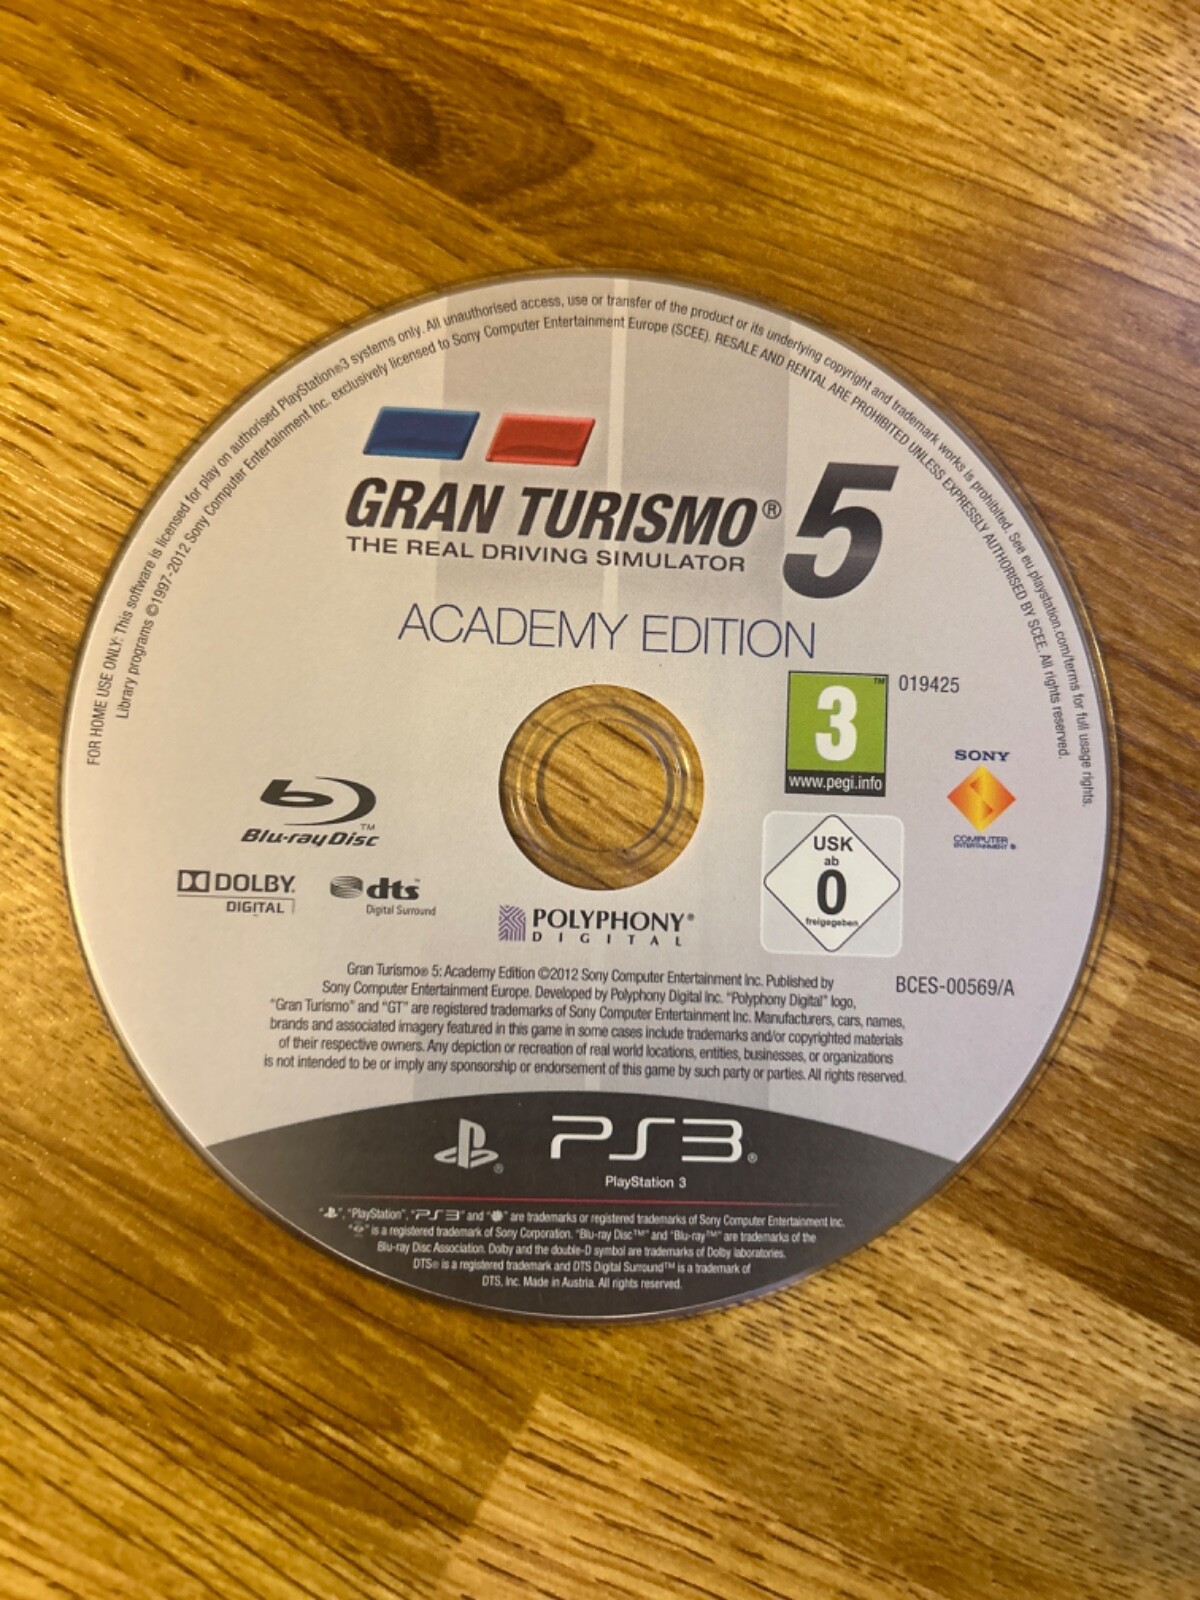 FOR HOME USE ONLY: This software is licensed for play on authorised PlayStation®3 systems only. All unauthorised access, use or transfer of the product or its underlying copyright and trademark works is prohibited. See eu.playstation.com/terms for full usage rights.
Library programs ©1997-2012 Sony Computer Entertainment Inc. exclusively licensed to Sony Computer Entertainment Europe (SCEE). RESALE AND RENTAL ARE PROHIBITED UNLESS EXPRESSLY AUTHORISED BY SCEE. All rights reserved.
GRAN TURISMO® 5
THE REAL DRIVING SIMULATOR
ACADEMY EDITION
3™
019425
www.pegi.info
SONY
COMPUTER
ENTERTAINMENT®
Blu-ray Disc™
USK
ab
0
freigegeben
DOLBY.
DIGITAL
dts™
Digital Surround
POLYPHONY®
DIGITAL
Gran Turismo® 5: Academy Edition ©2012 Sony Computer Entertainment Inc. Published by
Sony Computer Entertainment Europe. Developed by Polyphony Digital Inc. "Polyphony Digital" logo,
"Gran Turismo" and "GT" are registered trademarks of Sony Computer Entertainment Inc. Manufacturers, cars, names,
brands and associated imagery featured in this game in some cases include trademarks and/or copyrighted materials
of their respective owners. Any depiction or recreation of real world locations, entities, businesses, or organizations
is not intended to be or imply any sponsorship or endorsement of this game by such party or parties. All rights reserved.
BCES-00569/A
PS3®
PlayStation 3
" ", "PlayStation", "PS3" and " " are trademarks or registered trademarks of Sony Computer Entertainment Inc.
" " is a registered trademark of Sony Corporation. "Blu-ray Disc™" and "Blu-ray™" are trademarks of the
Blu-ray Disc Association. Dolby and the double-D symbol are trademarks of Dolby laboratories.
DTS® is a registered trademark and DTS Digital Surround™ is a trademark of
DTS, Inc. Made in Austria. All rights reserved.